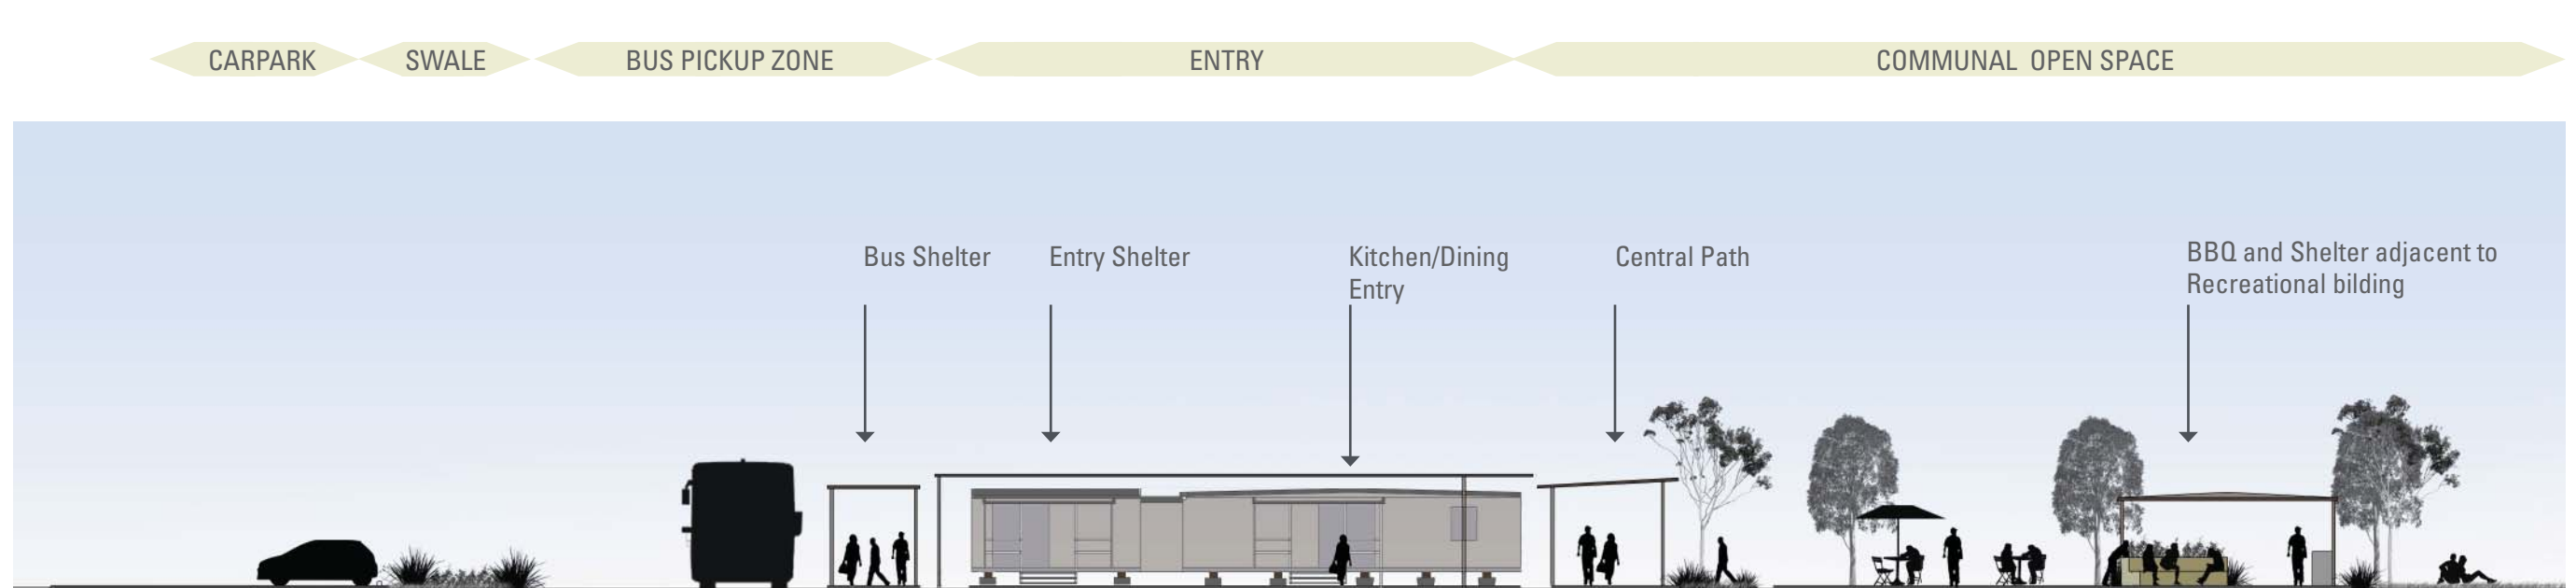 CARPARK
SWALE
BUS PICKUP ZONE
ENTRY
COMMUNAL OPEN SPACE
Bus Shelter
Entry Shelter
Kitchen/Dining
Entry
Central Path
BBQ and Shelter adjacent to
Recreational bilding